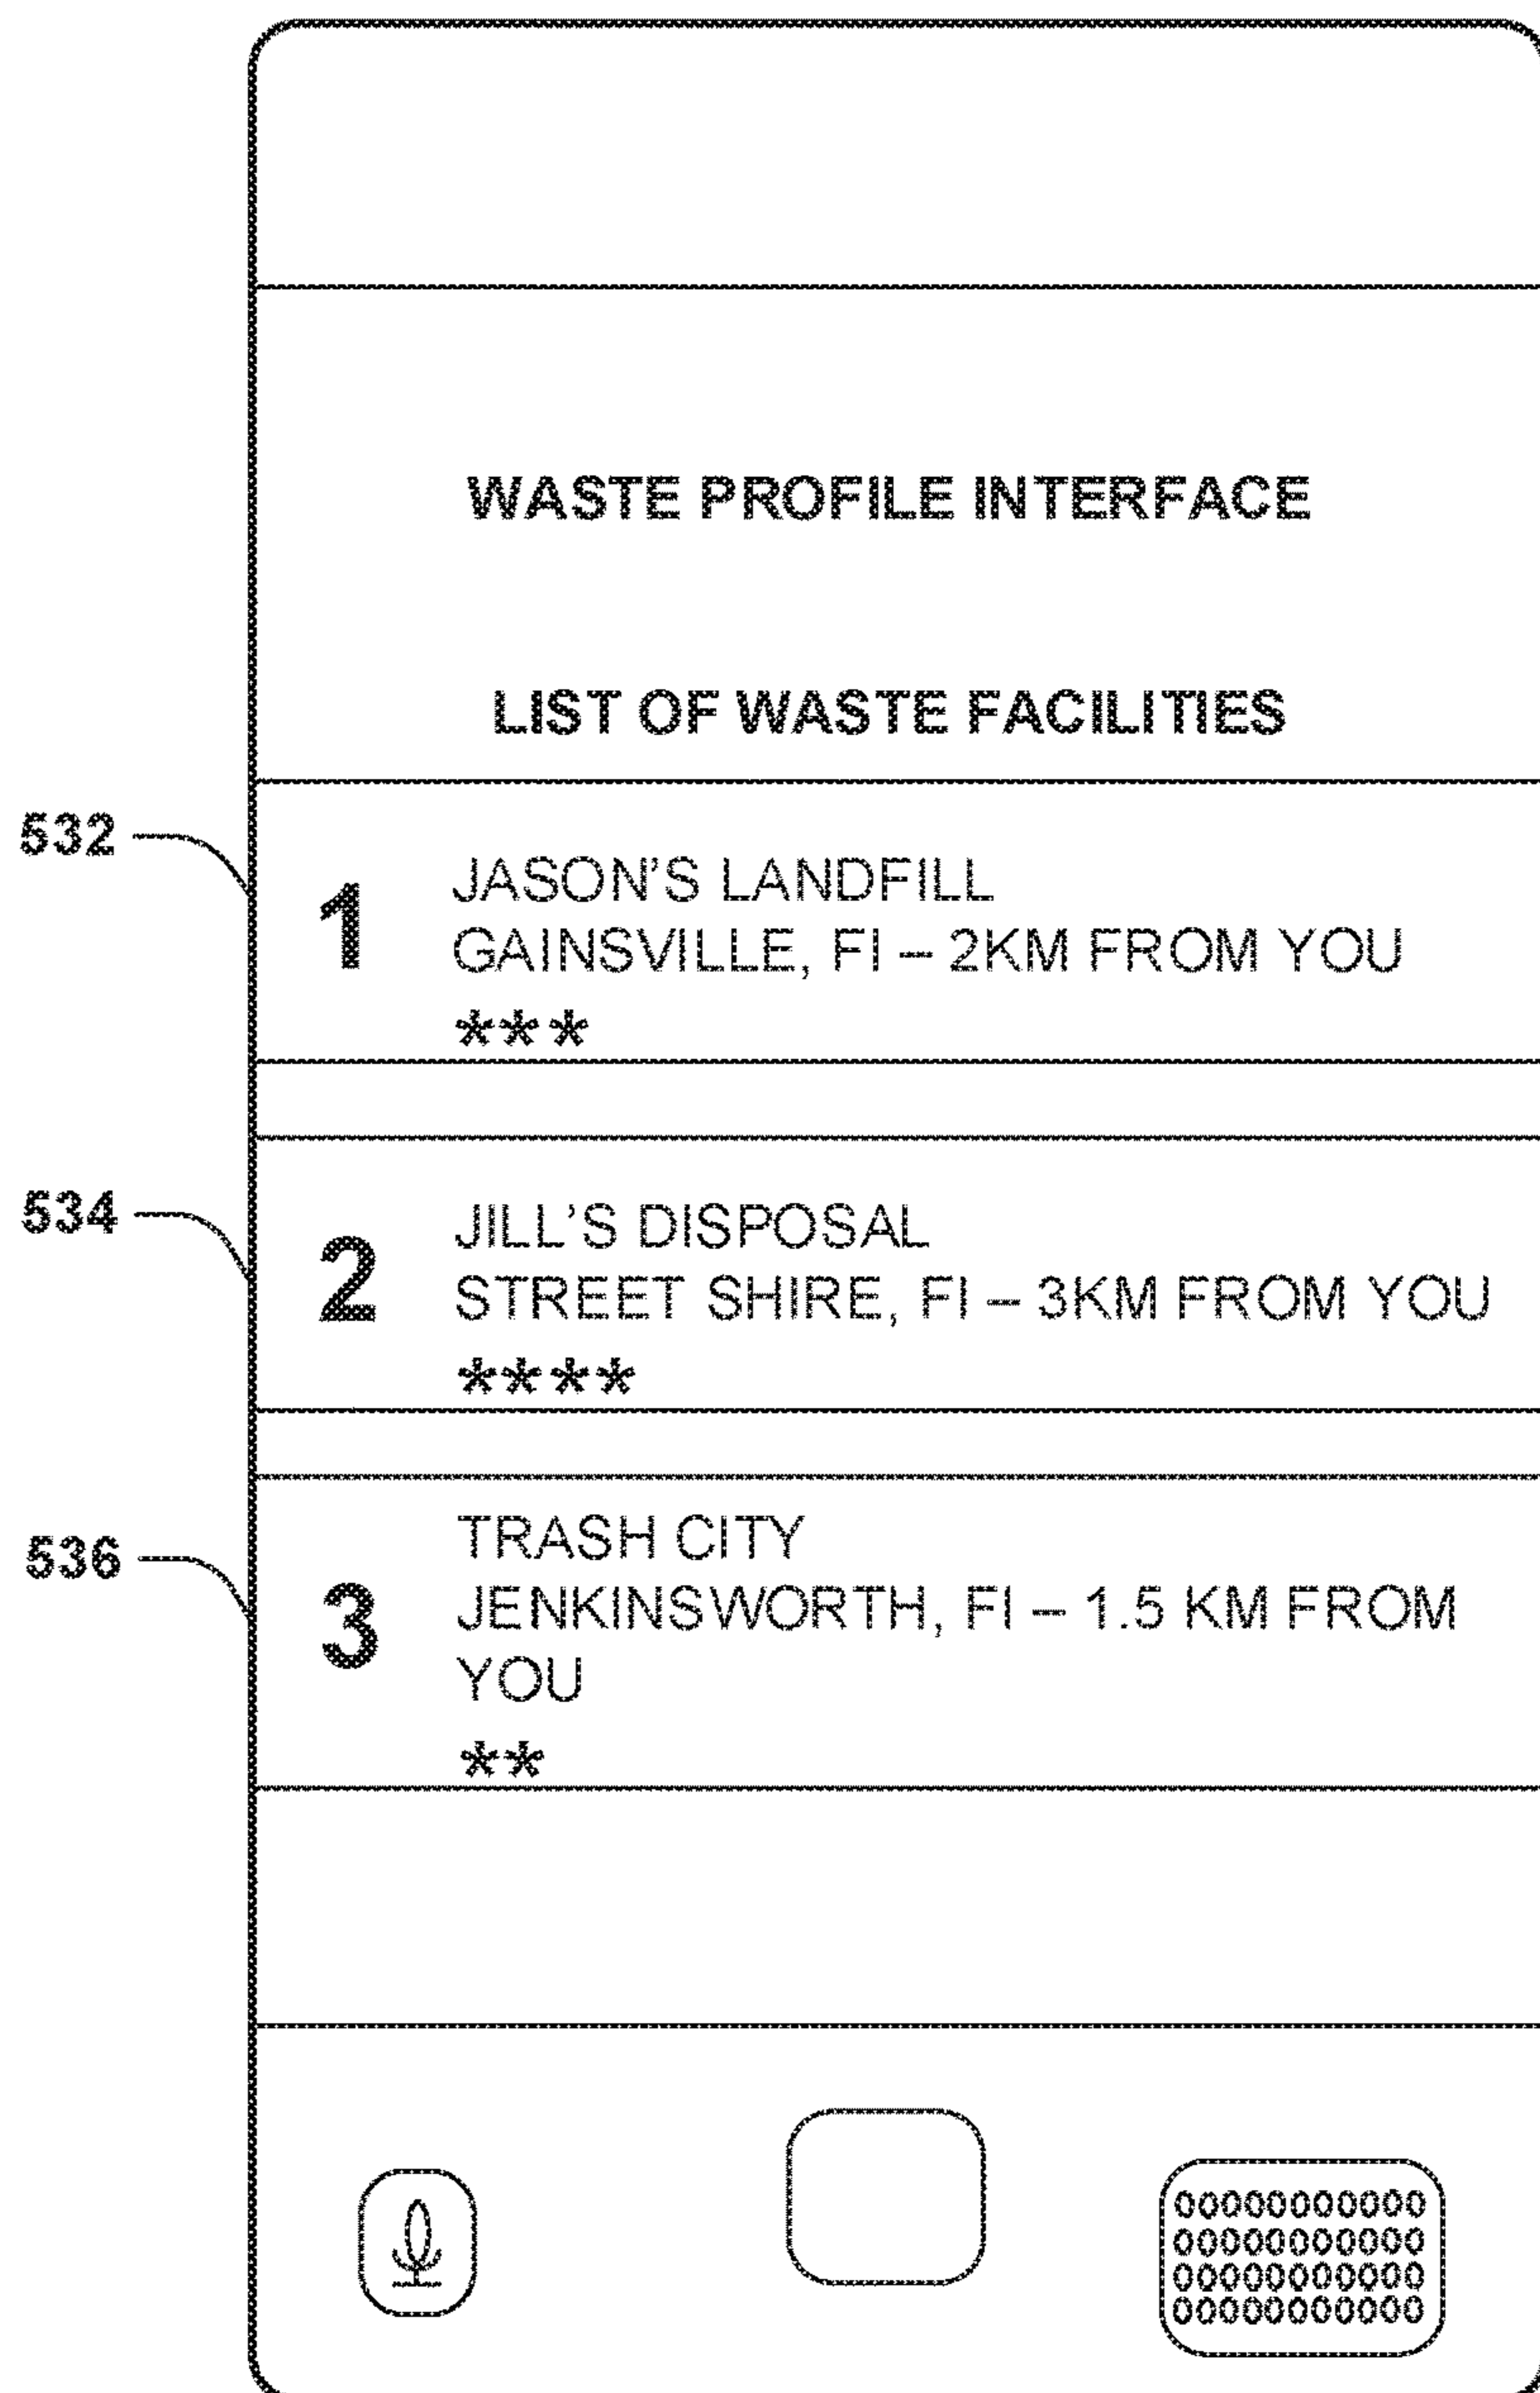 WASTE PROFILE INTERFACE
LIST OF WASTE FACILITIES
532
1
JASON'S LANDFILL
GAINSVILLE, FI – 2KM FROM YOU
***
534
2
JILL'S DISPOSAL
STREET SHIRE, FI – 3KM FROM YOU
****
536
3
TRASH CITY
JENKINSWORTH, FI – 1.5 KM FROM
YOU
**